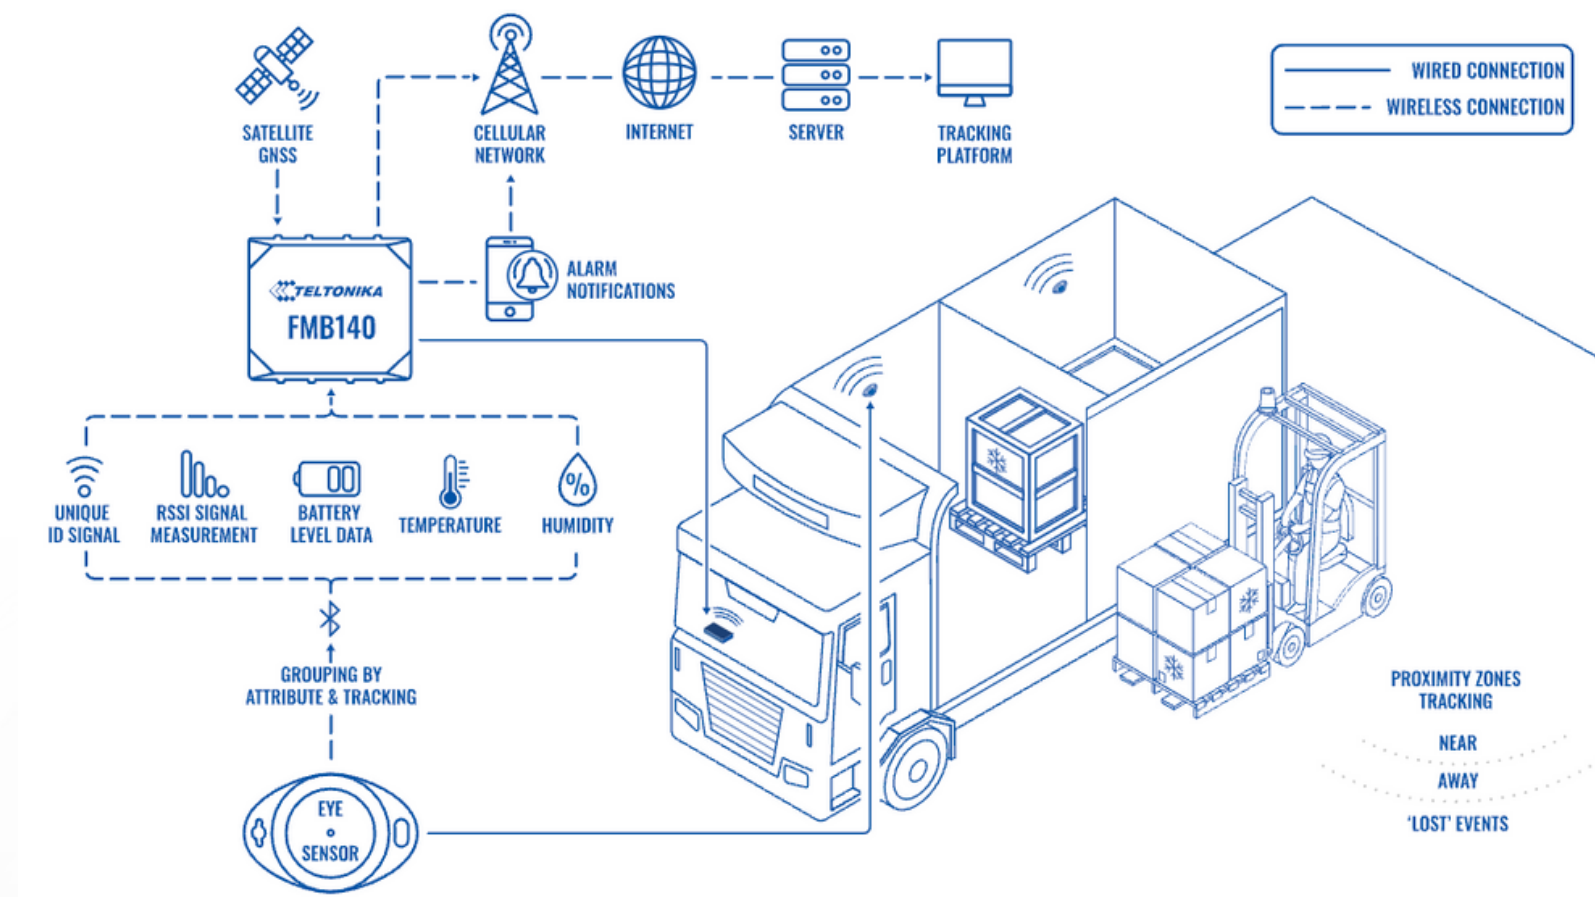 SATELLITE
GNSS
CELLULAR
NETWORK
INTERNET
SERVER
TRACKING
PLATFORM
WIRED CONNECTION
WIRELESS CONNECTION
TELTONIKA
FMB140
ALARM
NOTIFICATIONS
UNIQUE
ID SIGNAL
RSSI SIGNAL
MEASUREMENT
BATTERY
LEVEL DATA
TEMPERATURE
%
HUMIDITY
GROUPING BY
ATTRIBUTE & TRACKING
EYE
SENSOR
PROXIMITY ZONES
TRACKING
NEAR
AWAY
'LOST' EVENTS